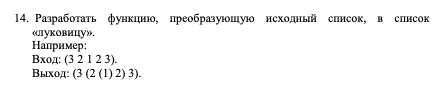 14. Разработать функцию, преобразующую исходный список, в список
«луковицу».
Например:
Вход: (3 2 1 2 3).
Выход: (3 (2 (1) 2) 3).